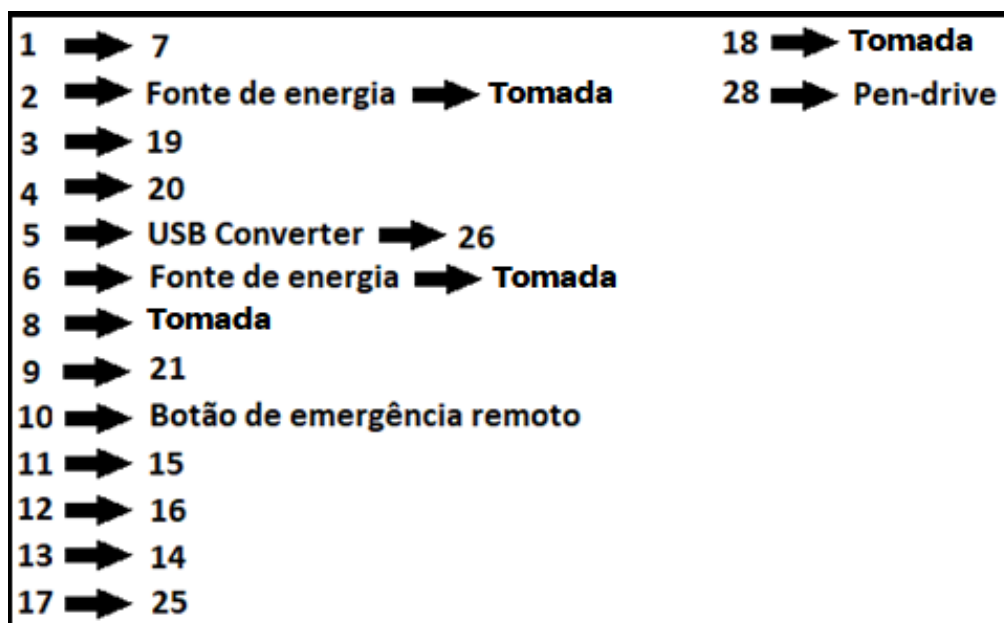 1 → 7
2 → Fonte de energia → Tomada
3 → 19
4 → 20
5 → USB Converter → 26
6 → Fonte de energia → Tomada
8 → Tomada
9 → 21
10 → Botão de emergência remoto
11 → 15
12 → 16
13 → 14
17 → 25
18 → Tomada
28 → Pen-drive